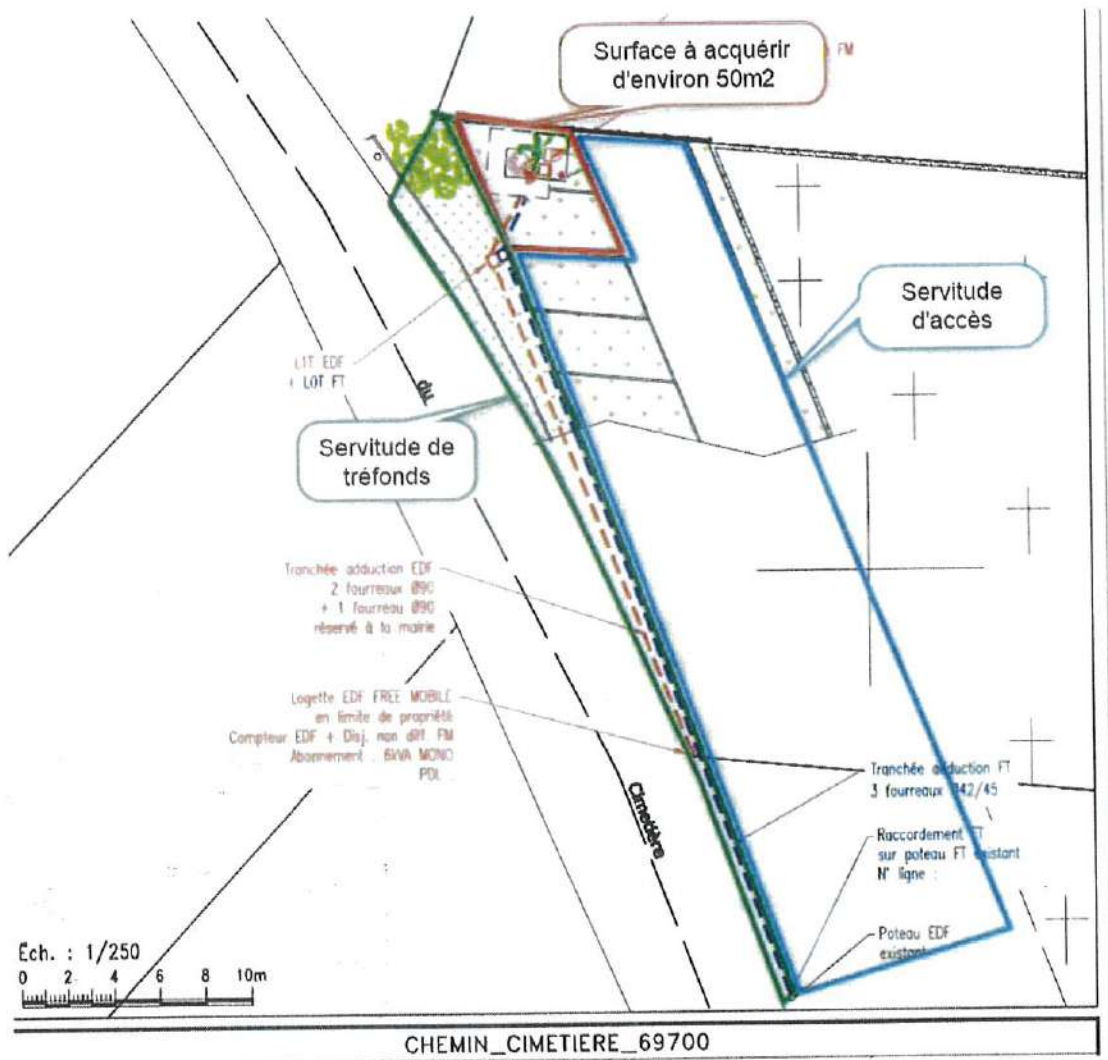 Surface à acquérir
d'environ 50m2
FM
Servitude
d'accès
LIT EDF
+ LOT FT
du
Servitude de
tréfonds
Tranchée adduction EDF
2 fourreaux Ø90
+ 1 fourreau Ø90
réservé à la mairie
Logette EDF FREE MOBILE
en limite de propriété
Compteur EDF + Disj. non diff. FM
Abonnement : 6kVA MONO
PDL :
Cimetière
Tranchée adduction FT
3 fourreaux Ø42/45
Raccordement FT
sur poteau FT existant
N° ligne :
Poteau EDF
existant
Éch. : 1/250
0 2 4 6 8 10m
CHEMIN_CIMETIERE_69700